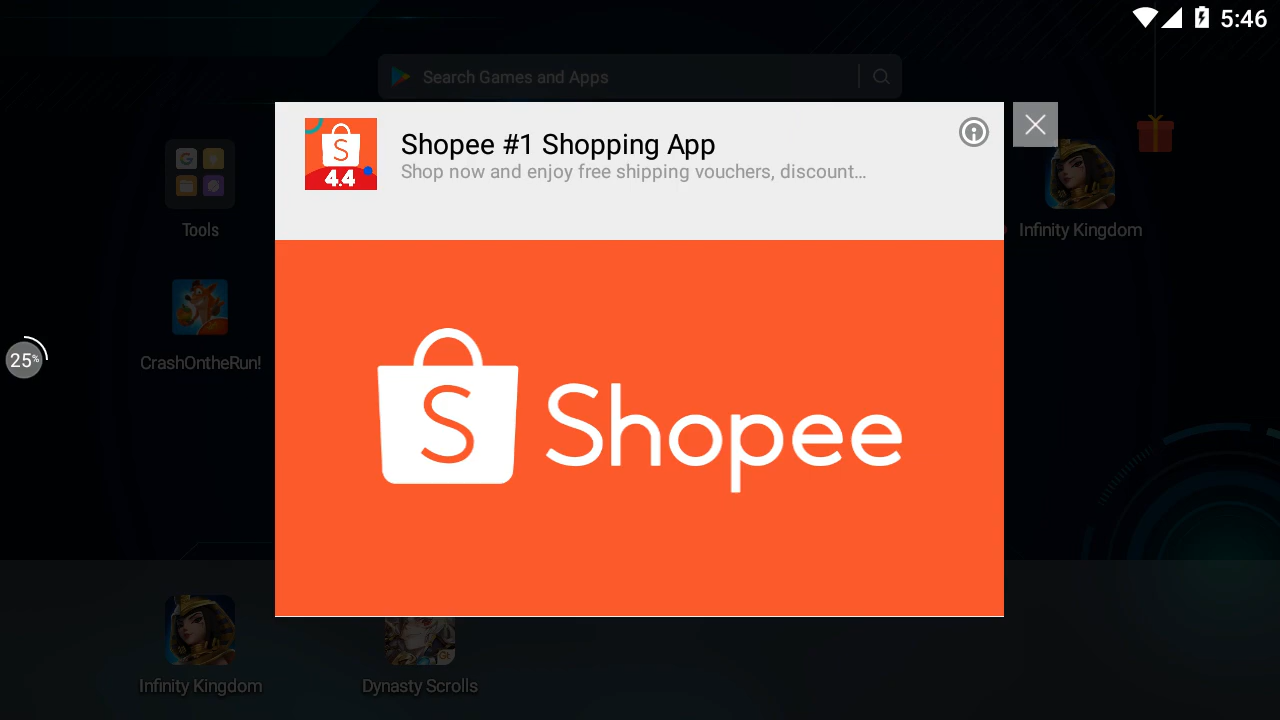 5:46
Search Games and Apps
Shopee #1 Shopping App
Shop now and enjoy free shipping vouchers, discount...
S
4.4
Tools
Infinity Kingdom
CrashOntheRun!
25%
S Shopee
Infinity Kingdom
Dynasty Scrolls